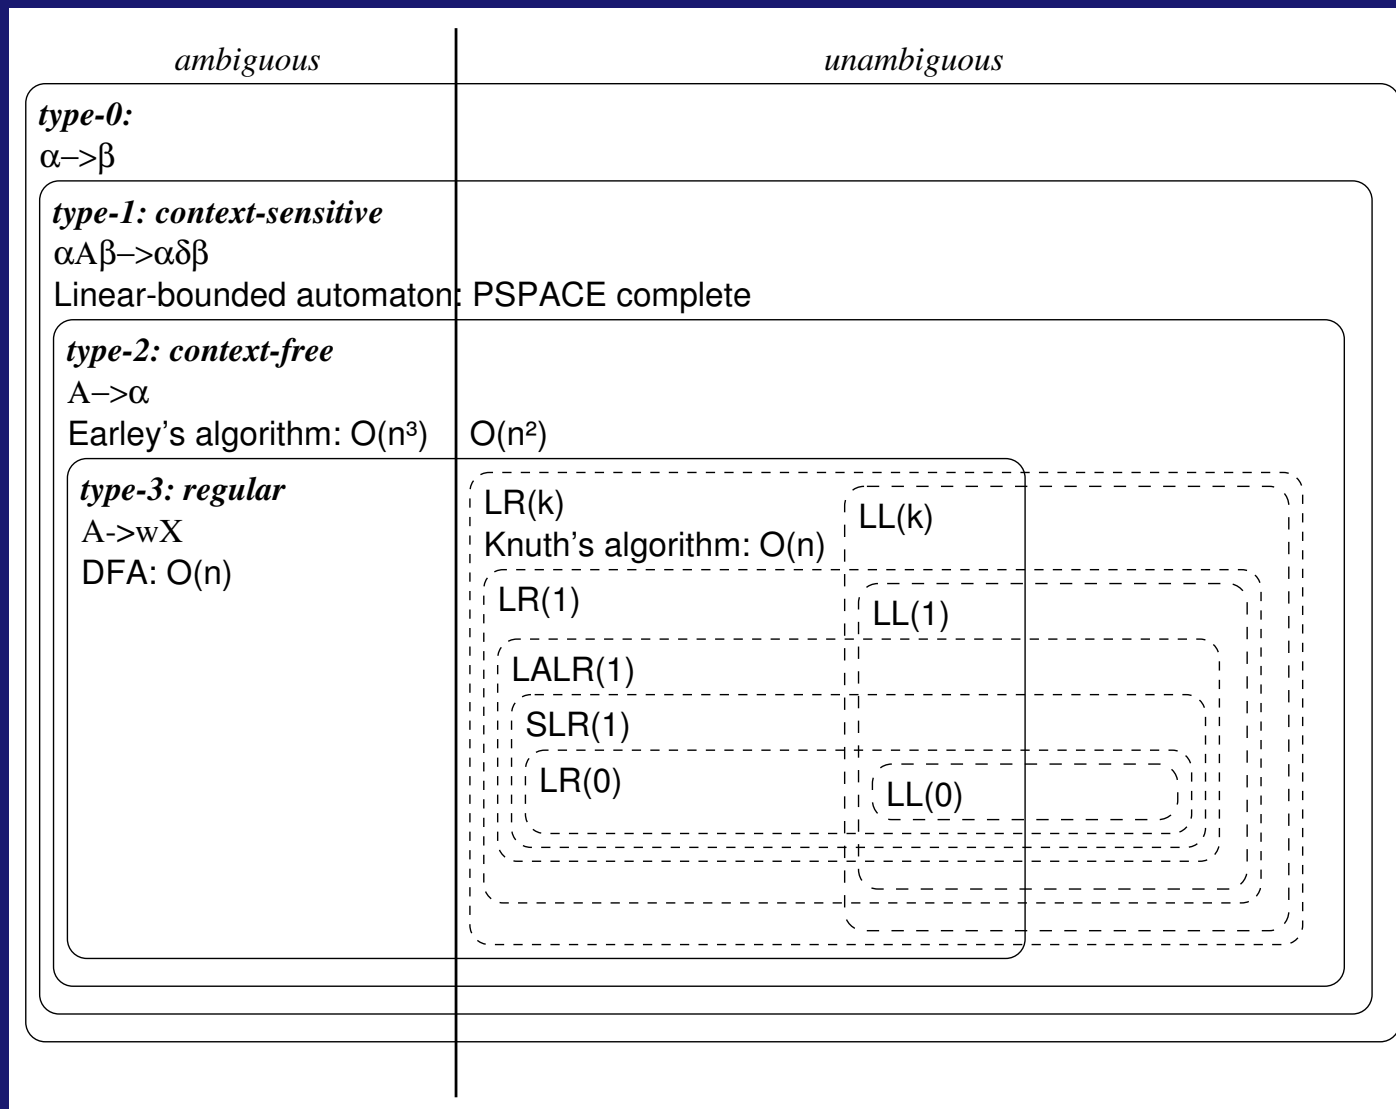 ambiguous unambiguous
type-0:
α–>β
type-1: context-sensitive
αAβ–>αδβ
Linear-bounded automaton: PSPACE complete
type-2: context-free
A–>α
Earley's algorithm: O(n³) O(n²)
type-3: regular
A->wX
DFA: O(n)
LR(k)
Knuth's algorithm: O(n)
LL(k)
LR(1)
LL(1)
LALR(1)
SLR(1)
LR(0)
LL(0)